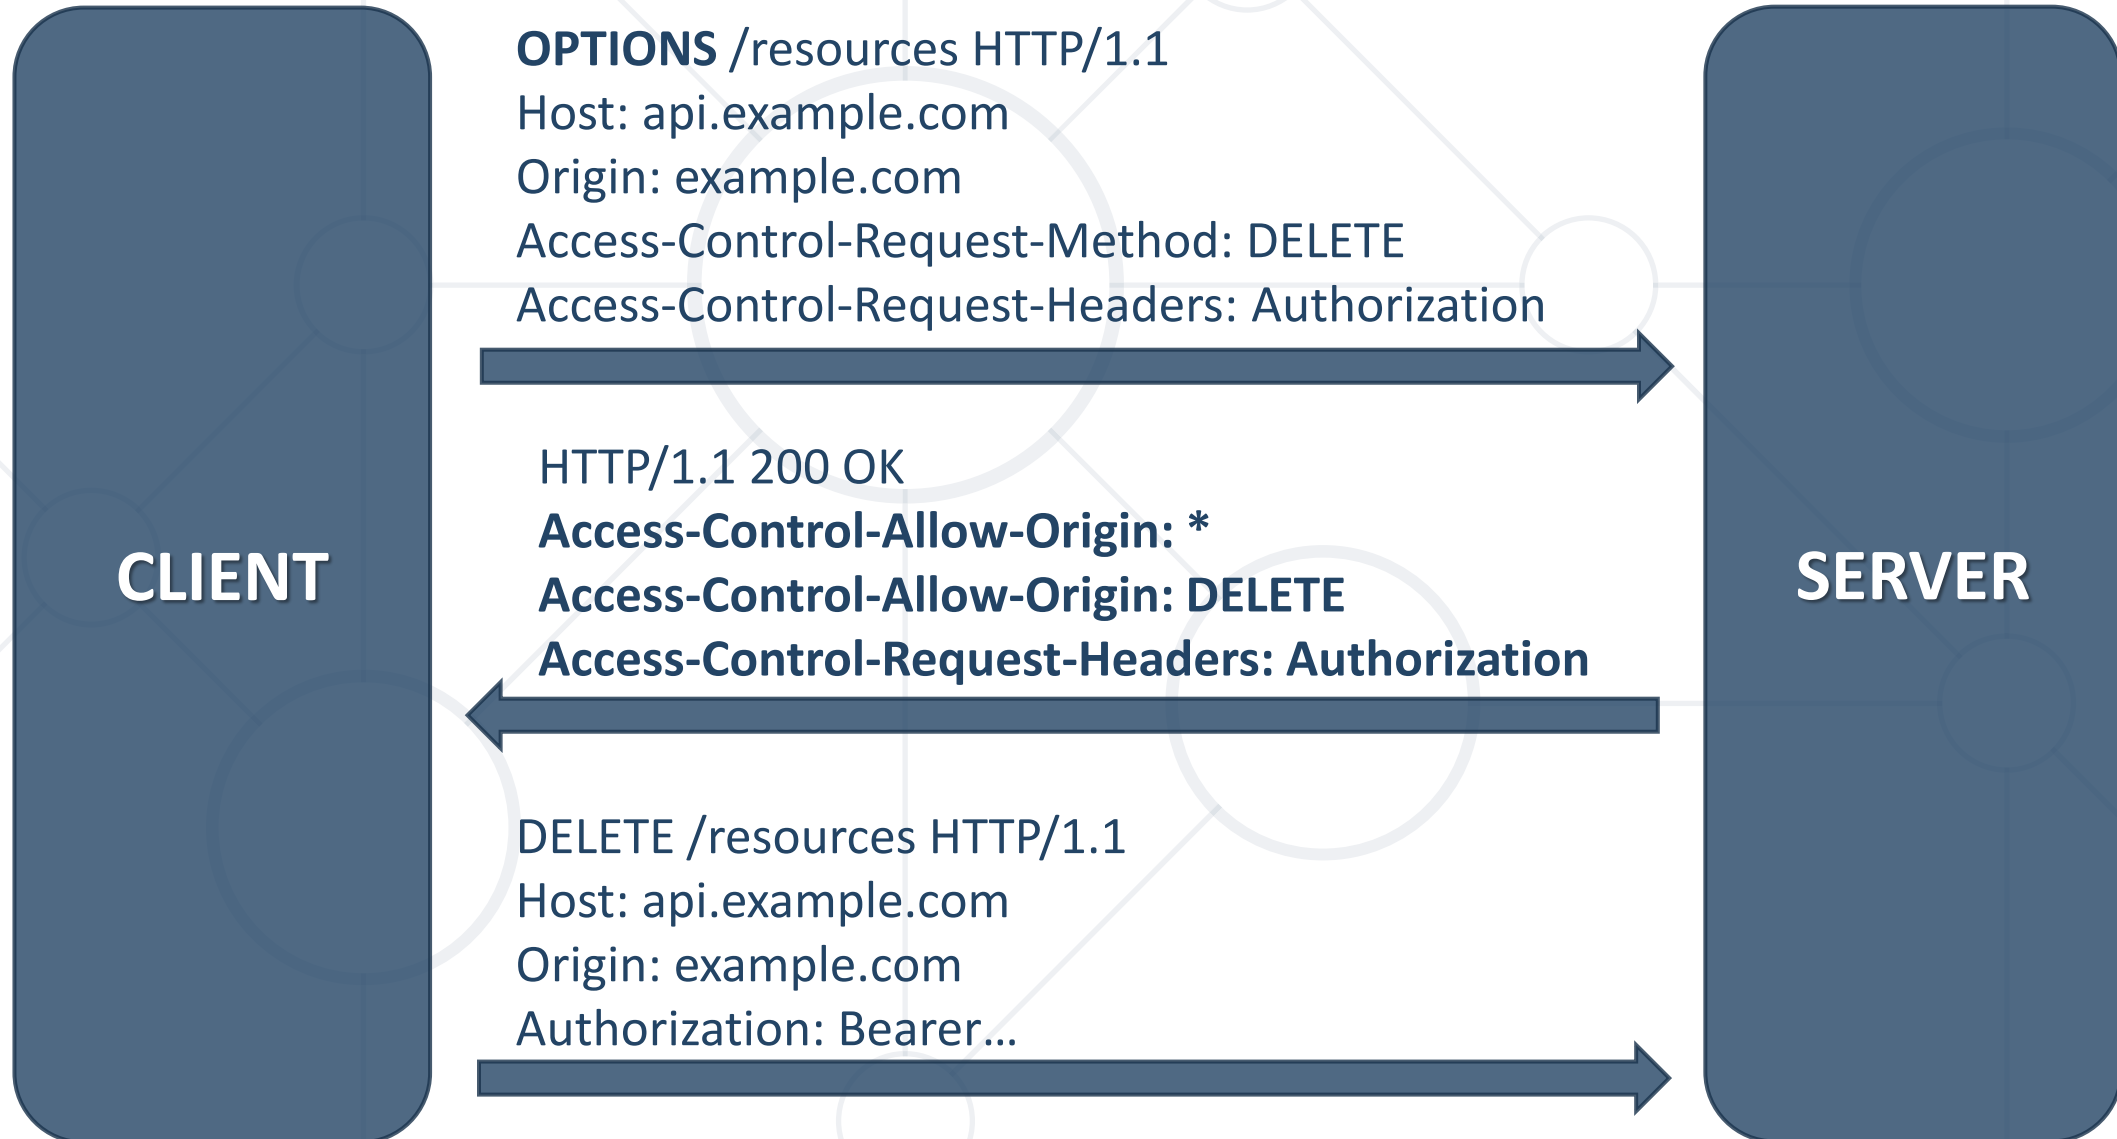 OPTIONS /resources HTTP/1.1
Host: api.example.com
Origin: example.com
Access-Control-Request-Method: DELETE
Access-Control-Request-Headers: Authorization
HTTP/1.1 200 OK
Access-Control-Allow-Origin: *
Access-Control-Allow-Origin: DELETE
Access-Control-Request-Headers: Authorization
CLIENT
SERVER
DELETE /resources HTTP/1.1
Host: api.example.com
Origin: example.com
Authorization: Bearer…